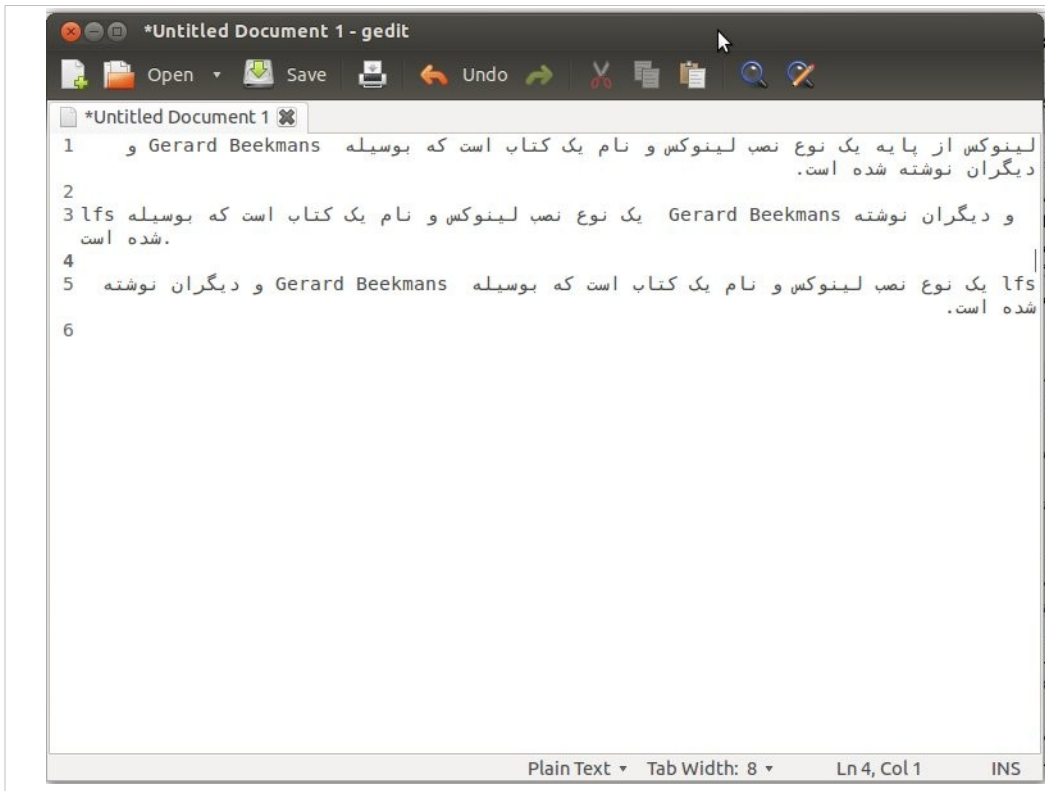 *Untitled Document 1 - gedit
Open Save Undo
*Untitled Document 1
1 لینوکس از پایه یک نوع نصب لینوکس و نام یک کتاب است که بوسیله Gerard Beekmans و
دیگران نوشته شده است.
2
3 lfs یک نوع نصب لینوکس و نام یک کتاب است که بوسیله Gerard Beekmans و دیگران نوشته
شده است.
4
5 lfs یک نوع نصب لینوکس و نام یک کتاب است که بوسیله Gerard Beekmans و دیگران نوشته
شده است.
6
Plain Text Tab Width: 8 Ln 4, Col 1 INS